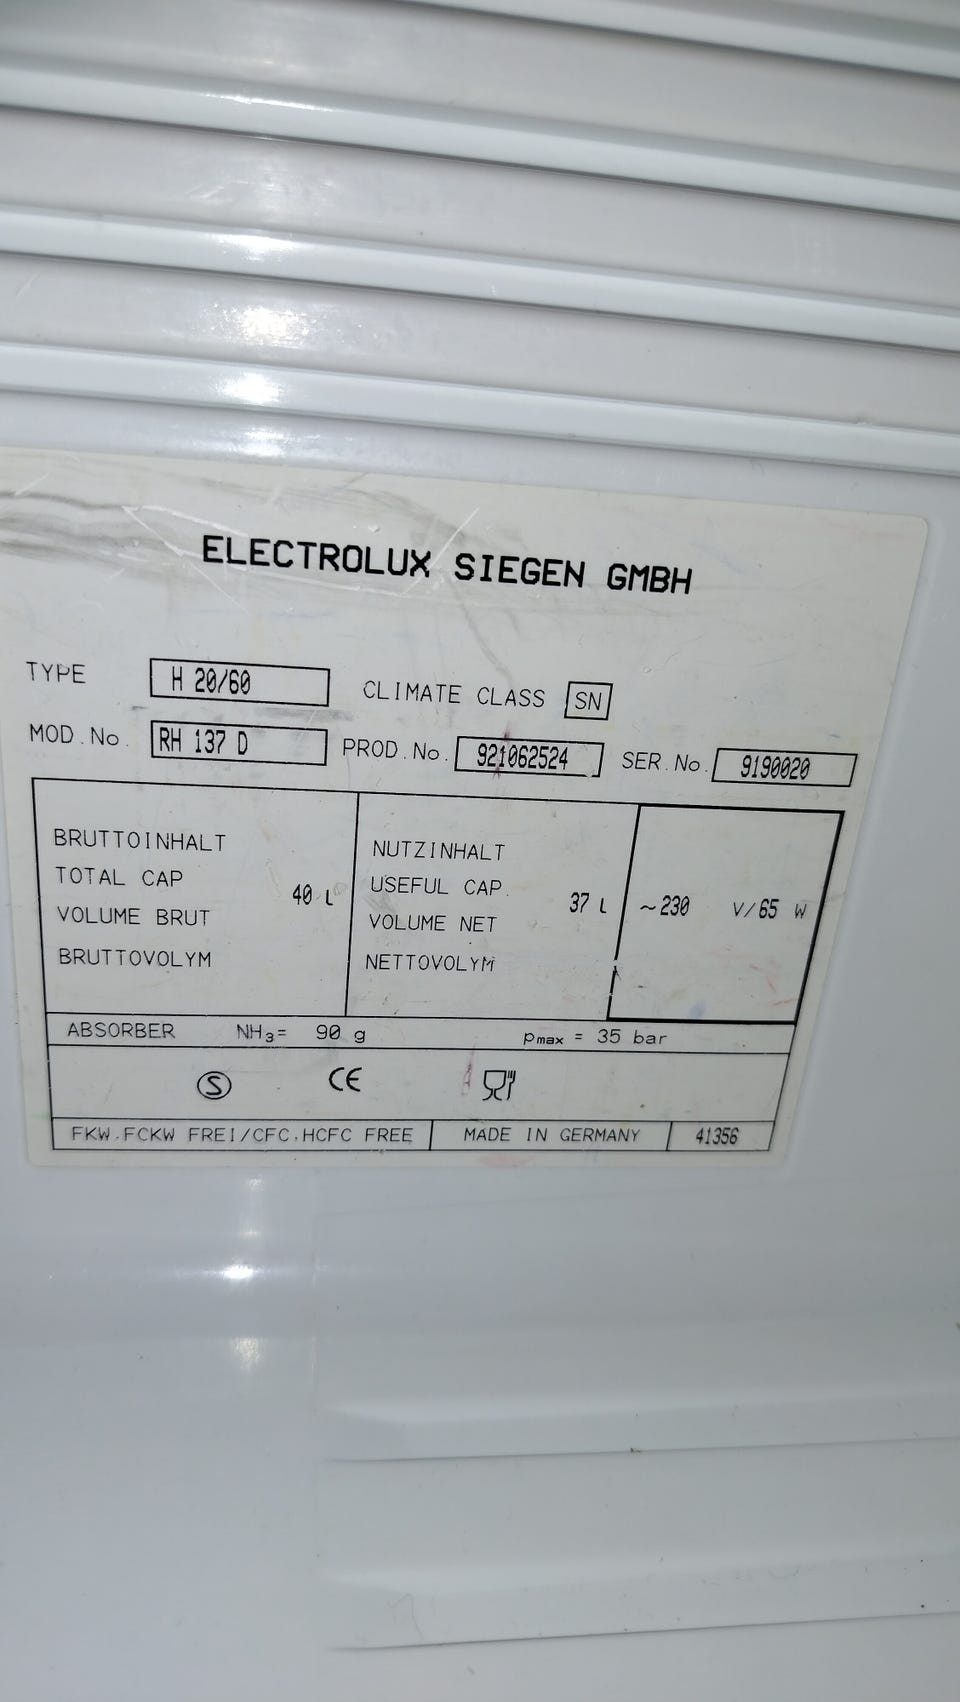 ELECTROLUX SIEGEN GMBH
TYPE H 20/60 CLIMATE CLASS SN
MOD.No. RH 137 D PROD.No. 921062524 SER.No. 9190020
BRUTTOINHALT
TOTAL CAP
VOLUME BRUT
BRUTTOVOLYM
40 L
NUTZINHALT
USEFUL CAP.
VOLUME NET
NETTOVOLYM
37 L
~230 V/65 W
ABSORBER NH3= 90 g pmax = 35 bar
S CE
FKW.FCKW FREI/CFC.HCFC FREE MADE IN GERMANY 41356